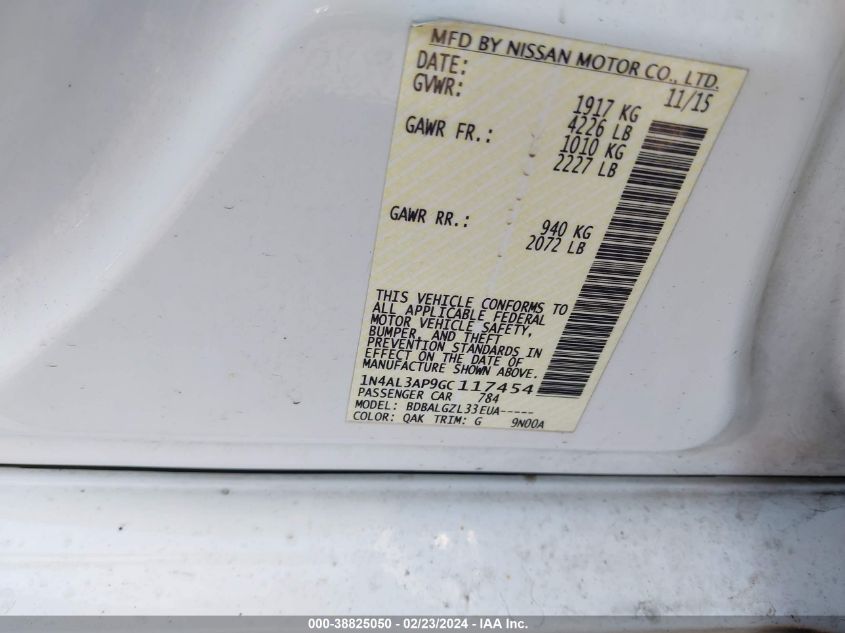 MFD BY NISSAN MOTOR CO., LTD.
DATE: 11/15
GVWR: 1917 KG
4226 LB
GAWR FR.: 1010 KG
2227 LB
GAWR RR.: 940 KG
2072 LB
THIS VEHICLE CONFORMS TO
ALL APPLICABLE FEDERAL
MOTOR VEHICLE SAFETY,
BUMPER, AND THEFT
PREVENTION STANDARDS IN
EFFECT ON THE DATE OF
MANUFACTURE SHOWN ABOVE.
1N4AL3AP9GC117454
PASSENGER CAR 784
MODEL: BDBALGZL33EUA-----
COLOR: QAK TRIM: G 9N00A
000-38825050 - 02/23/2024 - IAA Inc.